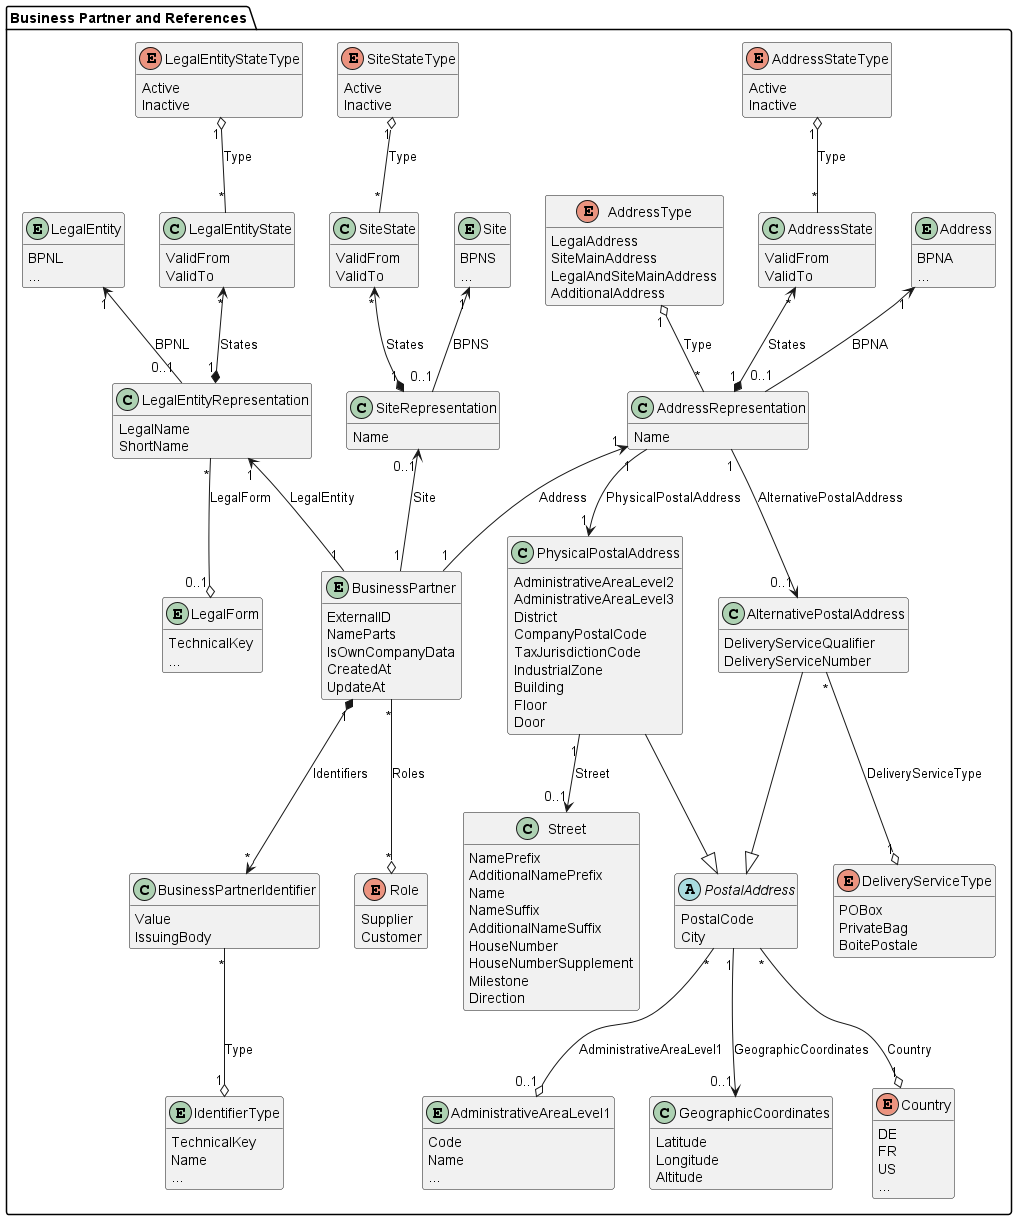 Business Partner and References
E LegalEntityStateType
Active
Inactive
E SiteStateType
Active
Inactive
E AddressStateType
Active
Inactive
1
1
1
Type
Type
Type
*
*
*
E LegalEntity
BPNL
...
C LegalEntityState
ValidFrom
ValidTo
C SiteState
ValidFrom
ValidTo
E Site
BPNS
...
E AddressType
LegalAddress
SiteMainAddress
LegalAndSiteMainAddress
AdditionalAddress
C AddressState
ValidFrom
ValidTo
E Address
BPNA
...
1
*
*
1
1
*
1
BPNL
States
States
BPNS
Type
States
BPNA
0..1
1
1
0..1
*
1
0..1
C LegalEntityRepresentation
LegalName
ShortName
C SiteRepresentation
Name
C AddressRepresentation
Name
*
1
0..1
1
1
1
LegalForm
LegalEntity
Site
Address
PhysicalPostalAddress
AlternativePostalAddress
0..1
1
1
1
1
0..1
E LegalForm
TechnicalKey
...
E BusinessPartner
ExternalID
NameParts
IsOwnCompanyData
CreatedAt
UpdateAt
C PhysicalPostalAddress
AdministrativeAreaLevel2
AdministrativeAreaLevel3
District
CompanyPostalCode
TaxJurisdictionCode
IndustrialZone
Building
Floor
Door
C AlternativePostalAddress
DeliveryServiceQualifier
DeliveryServiceNumber
1
*
1
*
Identifiers
Roles
Street
DeliveryServiceType
*
*
0..1
1
C BusinessPartnerIdentifier
Value
IssuingBody
E Role
Supplier
Customer
C Street
NamePrefix
AdditionalNamePrefix
Name
NameSuffix
AdditionalNameSuffix
HouseNumber
HouseNumberSupplement
Milestone
Direction
A PostalAddress
PostalCode
City
E DeliveryServiceType
POBox
PrivateBag
BoitePostale
*
*
1
*
Type
AdministrativeAreaLevel1
GeographicCoordinates
Country
1
0..1
0..1
1
E IdentifierType
TechnicalKey
Name
...
E AdministrativeAreaLevel1
Code
Name
...
C GeographicCoordinates
Latitude
Longitude
Altitude
E Country
DE
FR
US
...